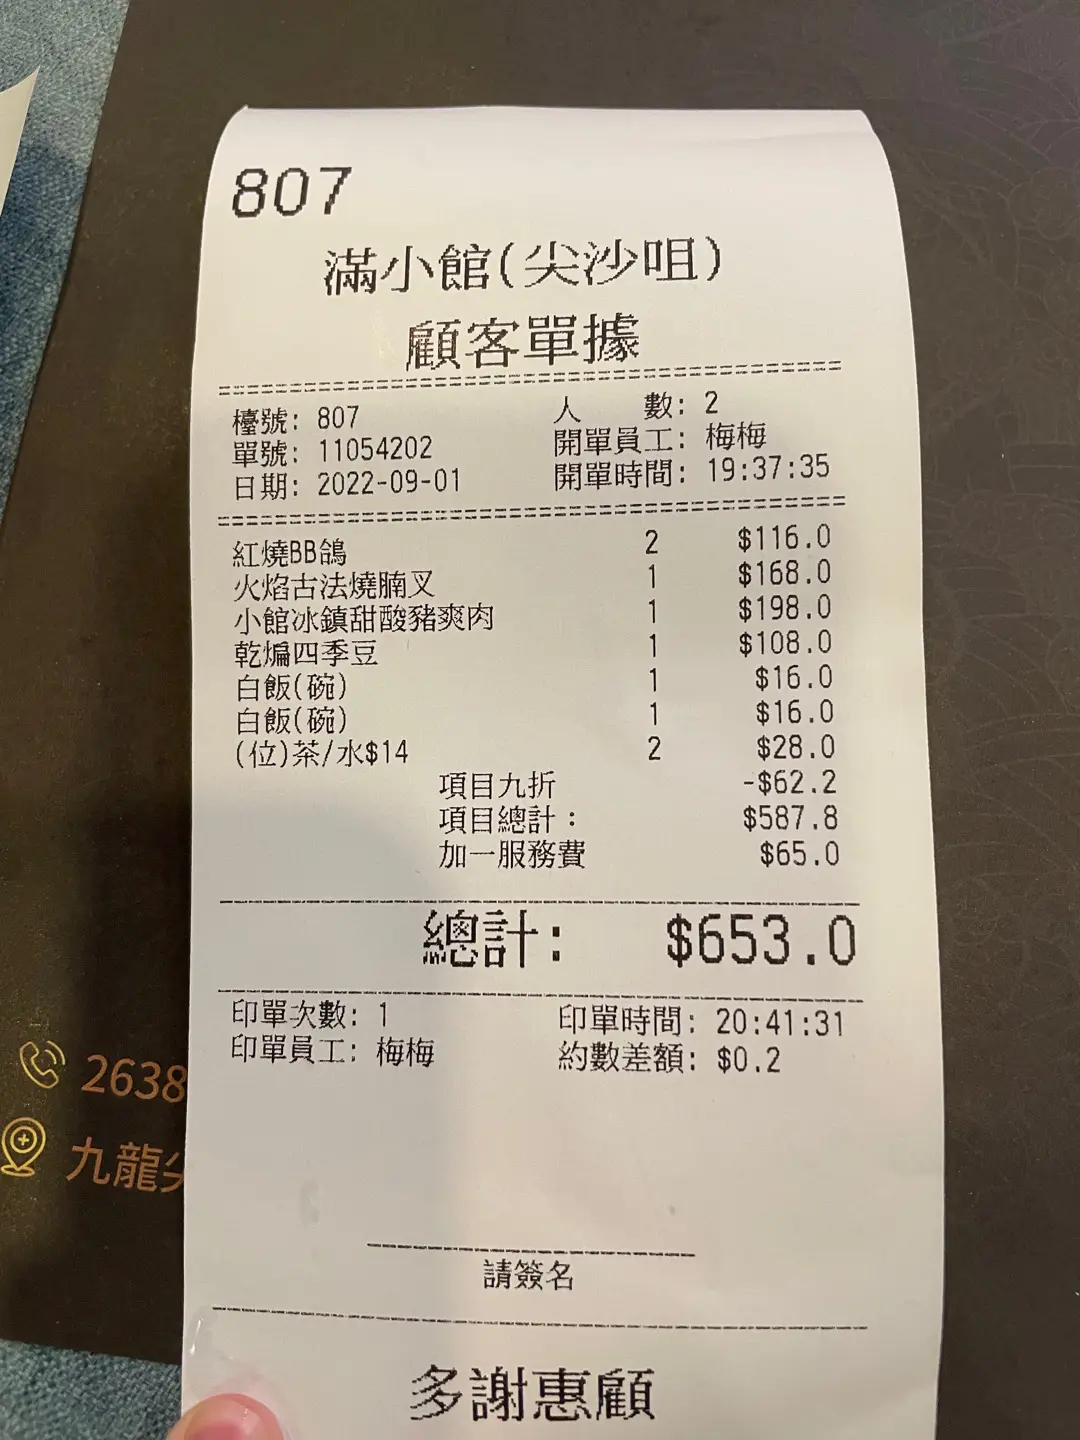 807
滿小館(尖沙咀)
顧客單據
檯號: 807 人 數: 2
單號: 11054202 開單員工: 梅梅
日期: 2022-09-01 開單時間: 19:37:35
紅燒BB鴿 2 $116.0
火焰古法燒腩叉 1 $168.0
小館冰鎮甜酸豬爽肉 1 $198.0
乾煸四季豆 1 $108.0
白飯(碗) 1 $16.0
白飯(碗) 1 $16.0
(位)茶/水$14 2 $28.0
項目九折 -$62.2
項目總計: $587.8
加一服務費 $65.0
總計: $653.0
印單次數: 1 印單時間: 20:41:31
印單員工: 梅梅 約數差額: $0.2
2638
九龍尖
請簽名
多謝惠顧